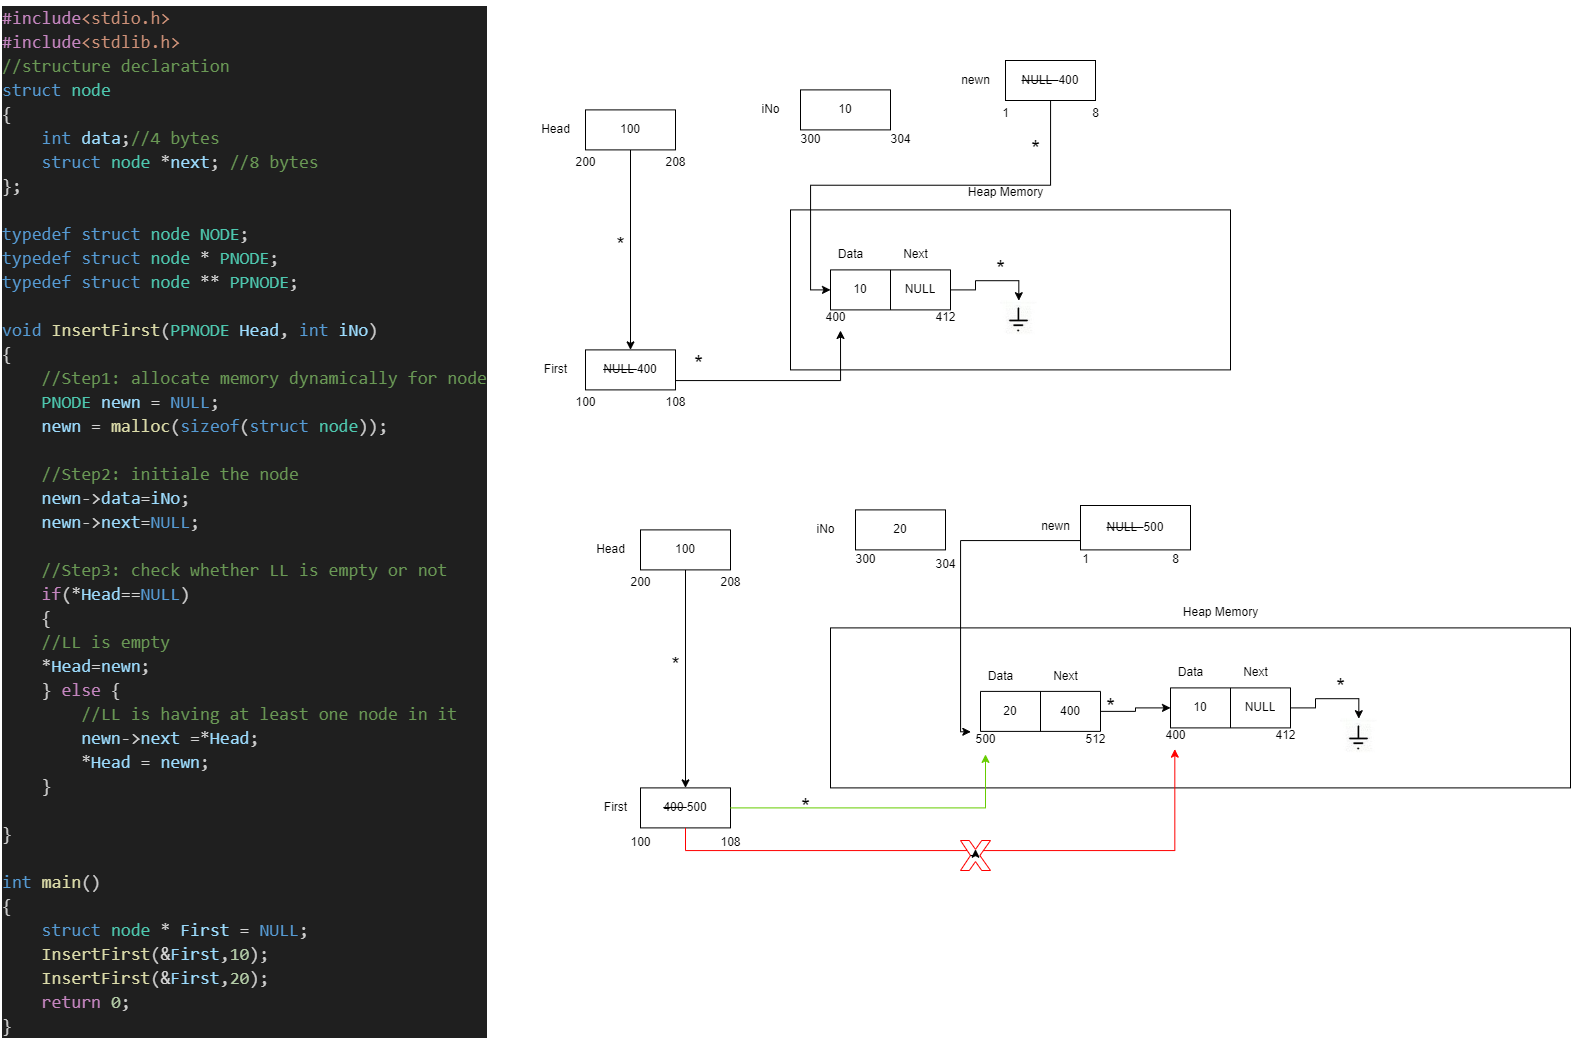 #include<stdio.h>
#include<stdlib.h>
//structure declaration
struct node
{
    int data;//4 bytes
    struct node *next; //8 bytes
};
typedef struct node NODE;
typedef struct node * PNODE;
typedef struct node ** PPNODE;
void InsertFirst(PPNODE Head, int iNo)
{
    //Step1: allocate memory dynamically for node
    PNODE newn = NULL;
    newn = malloc(sizeof(struct node));
    //Step2: initiale the node
    newn->data=iNo;
    newn->next=NULL;
    //Step3: check whether LL is empty or not
    if(*Head==NULL)
    {
    //LL is empty
    *Head=newn;
    } else {
        //LL is having at least one node in it
        newn->next =*Head;
        *Head = newn;
    }
}
int main()
{
    struct node * First = NULL;
    InsertFirst(&First,10);
    InsertFirst(&First,20);
    return 0;
}
newn NULL 400
1 8
iNo 10
300 304
Head 100
200 208
*
*
Heap Memory
Data Next
*
10 NULL
400 412
First NULL 400
*
100 108
iNo 20
300 304
newn NULL 500
1 8
Head 100
200 208
*
Heap Memory
Data Next
Data Next
*
20 400
*
10 NULL
500 512
400 412
First 400 500
*
100 108
X